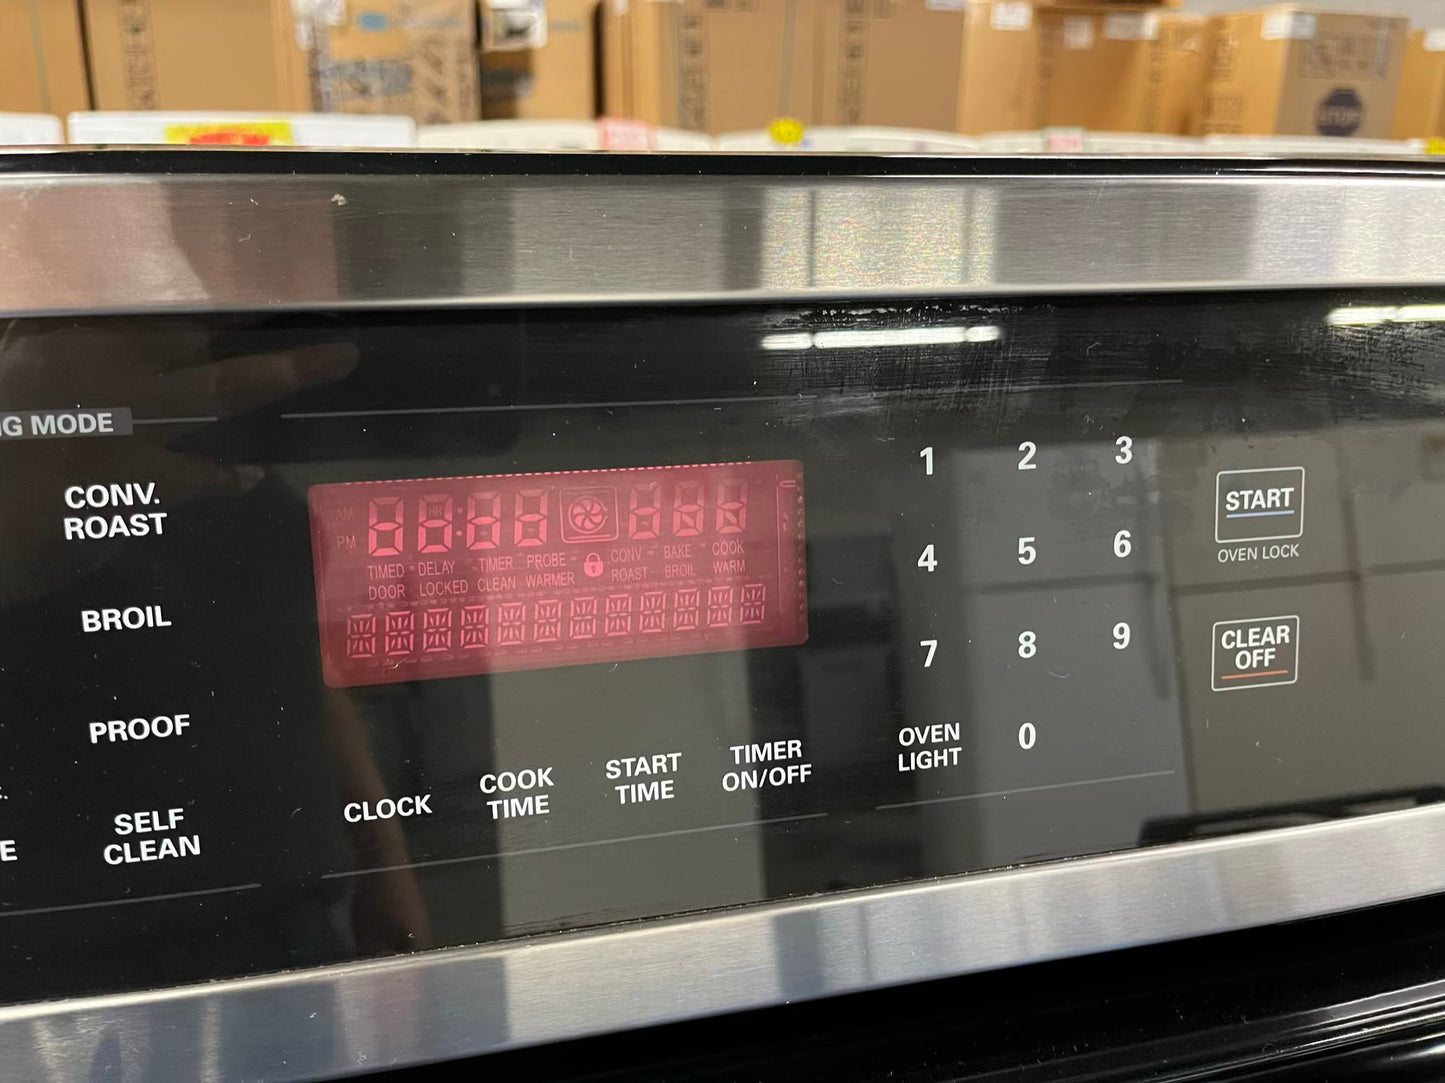 G MODE
CONV.
ROAST
BROIL
PROOF
SELF
CLEAN
E
AM
PM
HR
TIMED DELAY TIMER PROBE CONV BAKE COOK
DOOR LOCKED CLEAN WARMER ROAST BROIL WARM
CLOCK
COOK
TIME
START
TIME
TIMER
ON/OFF
1 2 3
4 5 6
7 8 9
OVEN
LIGHT
0
START
OVEN LOCK
CLEAR
OFF
STOP